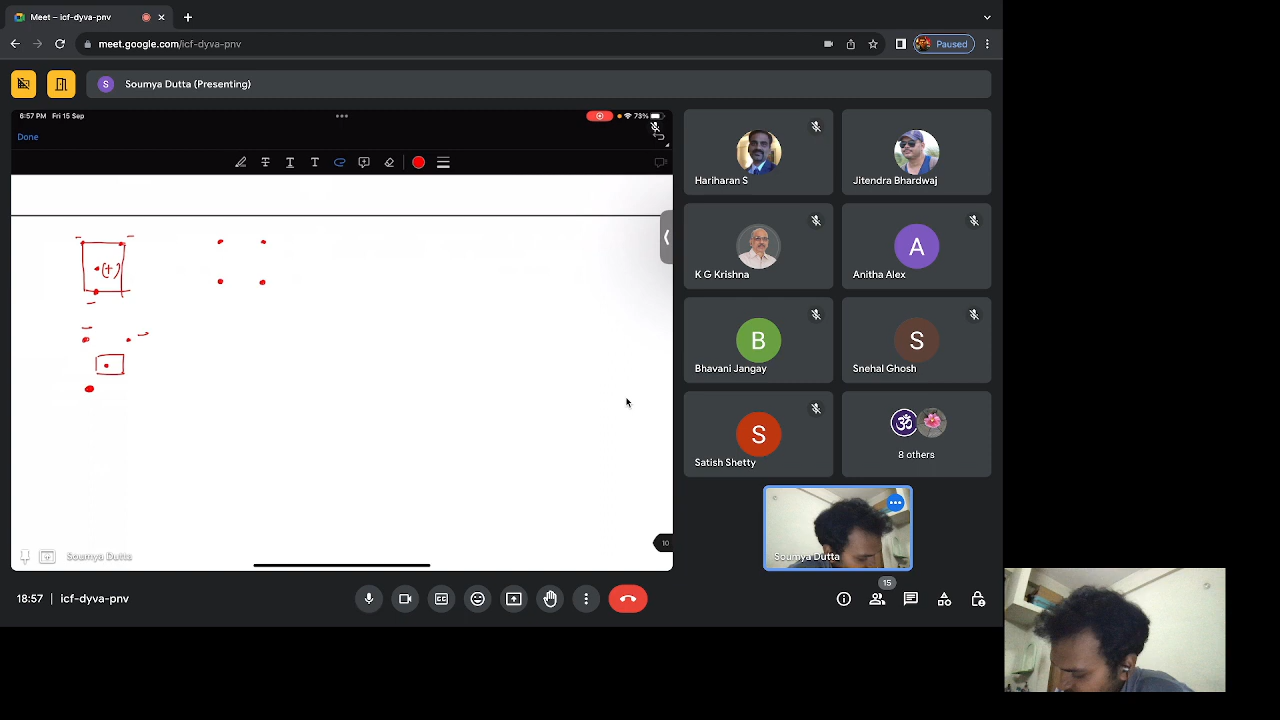 Meet – icf-dyva-pnv
meet.google.com/icf-dyva-pnv
Paused
S
Soumya Dutta (Presenting)
6:57 PM Fri 15 Sep
73%
Done
T T T
(+)
10
Soumya Dutta
Hariharan S
Jitendra Bhardwaj
K G Krishna
A
Anitha Alex
B
Bhavani Jangay
S
Snehal Ghosh
S
Satish Shetty
ॐ
8 others
Soumya Dutta
18:57 | icf-dyva-pnv
CC
15